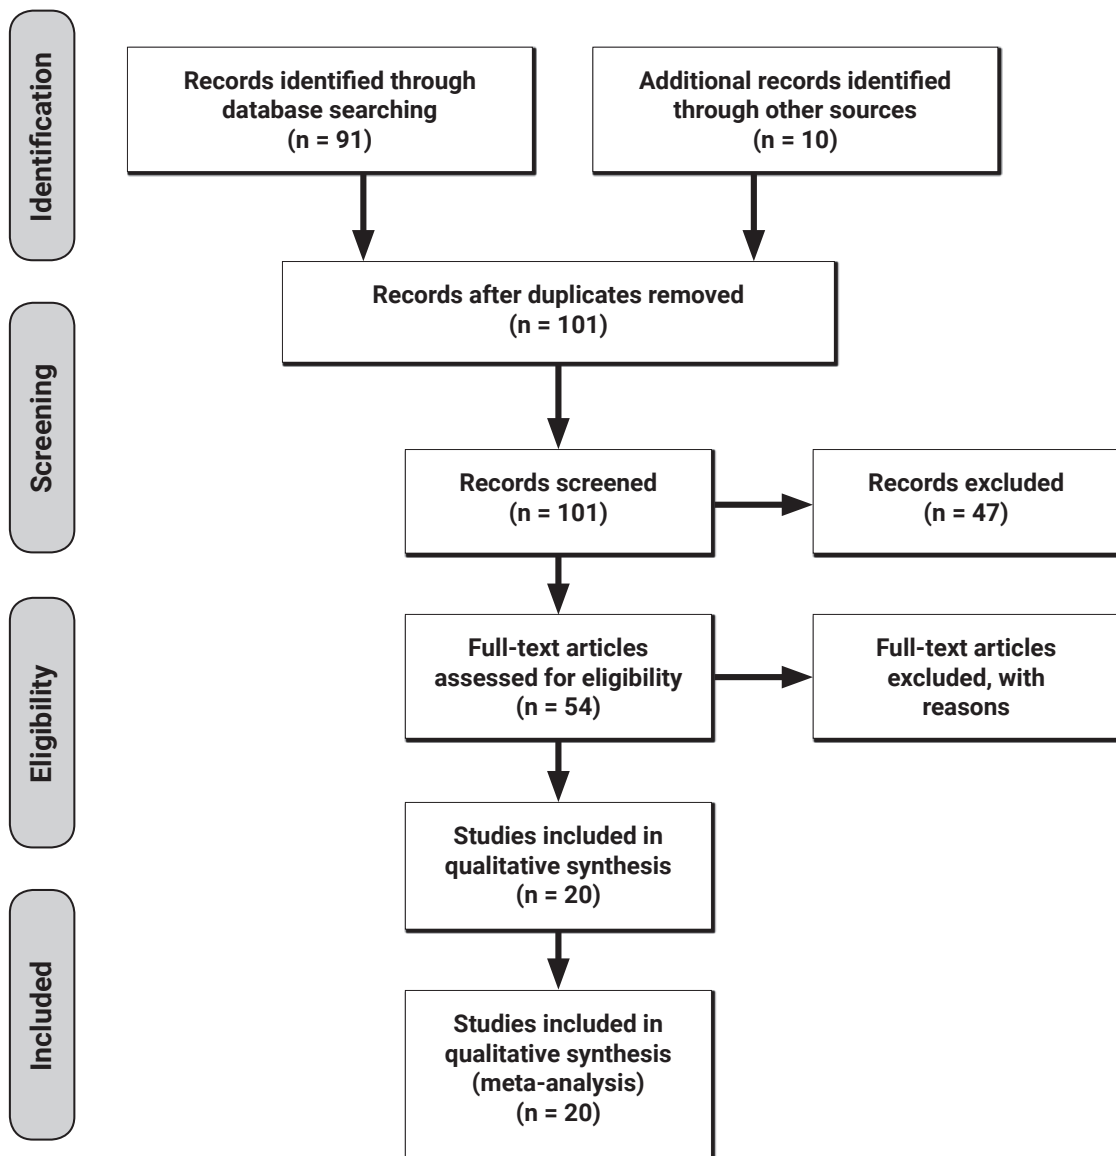 Identification
Records identified through
database searching
(n = 91)
Additional records identified
through other sources
(n = 10)
Records after duplicates removed
(n = 101)
Screening
Records screened
(n = 101)
Records excluded
(n = 47)
Eligibility
Full-text articles
assessed for eligibility
(n = 54)
Full-text articles
excluded, with
reasons
Studies included in
qualitative synthesis
(n = 20)
Included
Studies included in
qualitative synthesis
(meta-analysis)
(n = 20)